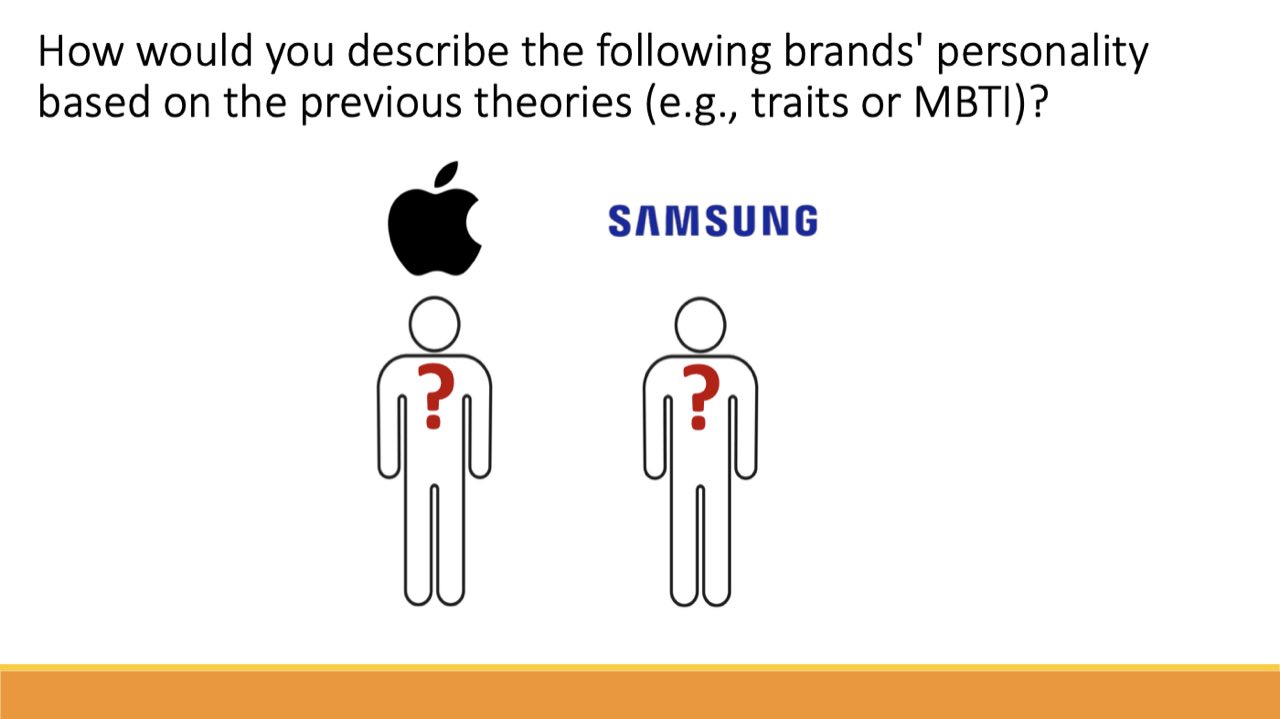 How would you describe the following brands' personality
based on the previous theories (e.g., traits or MBTI)?
SAMSUNG
? ?